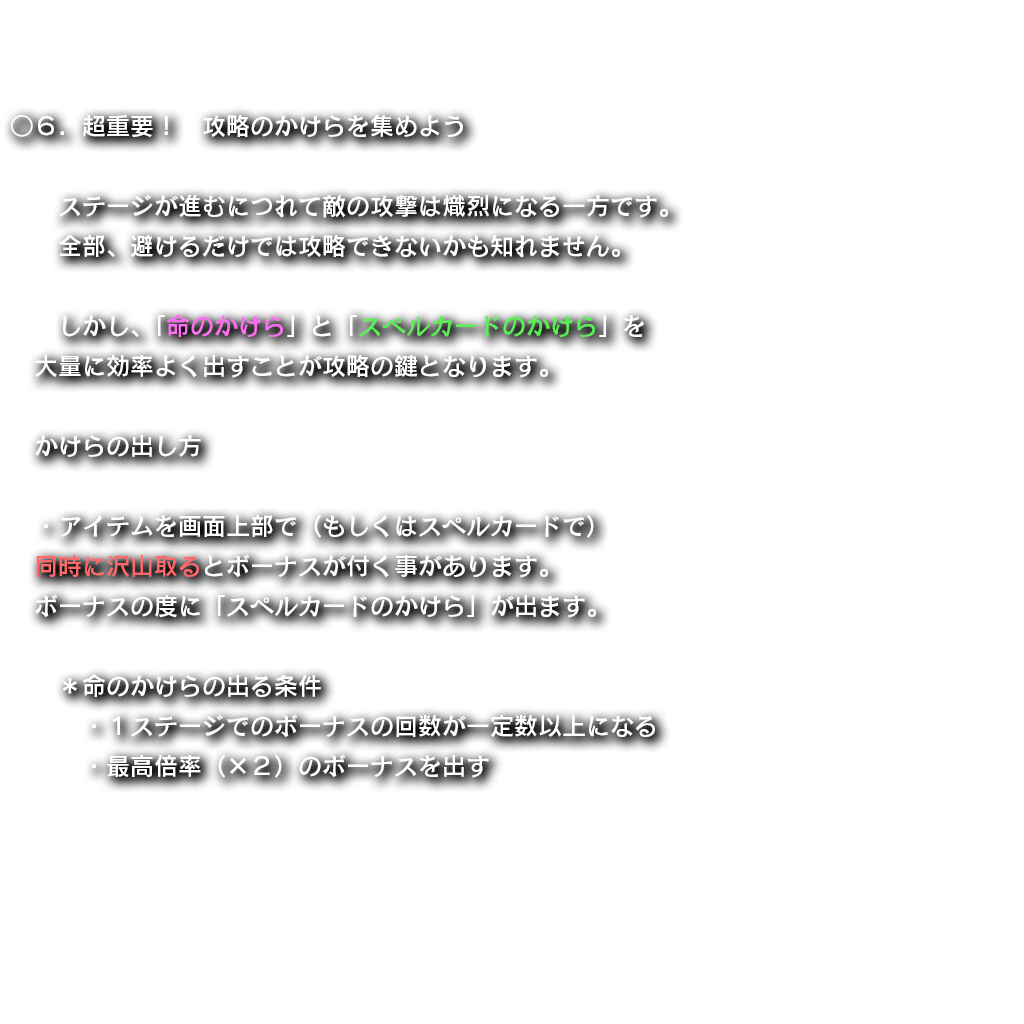 ○６．超重要！　攻略のかけらを集めよう
ステージが進むにつれて敵の攻撃は熾烈になる一方です。
全部、避けるだけでは攻略できないかも知れません。
しかし、「命のかけら」と「スペルカードのかけら」を
大量に効率よく出すことが攻略の鍵となります。
かけらの出し方
・アイテムを画面上部で（もしくはスペルカードで）
同時に沢山取るとボーナスが付く事があります。
ボーナスの度に「スペルカードのかけら」が出ます。
＊命のかけらの出る条件
・１ステージでのボーナスの回数が一定数以上になる
・最高倍率（×２）のボーナスを出す